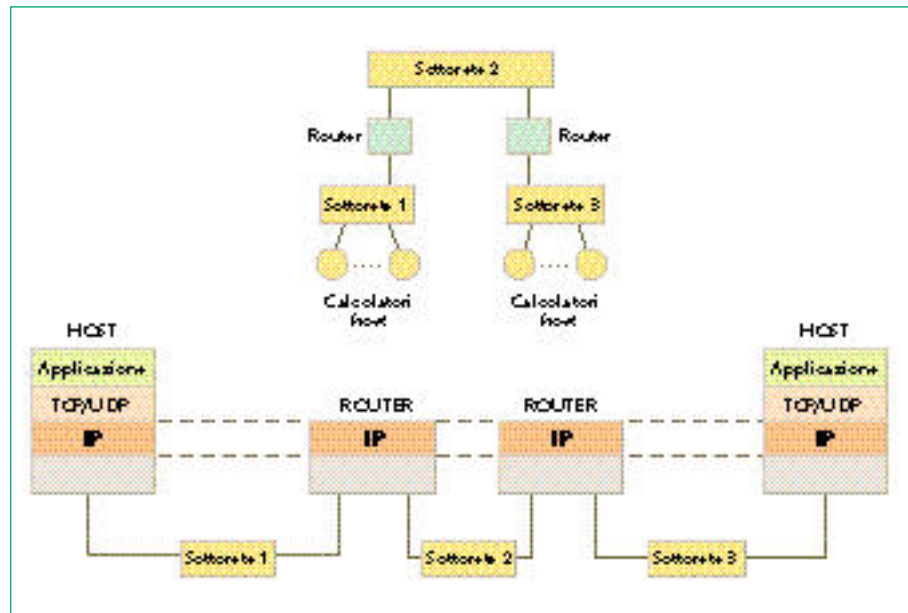 Sottorete 2
Router
Router
Sottorete 1
Sottorete 3
Calcolatori
host
Calcolatori
host
HOST
HOST
Applicazione
Applicazione
TCP/UDP
TCP/UDP
ROUTER
ROUTER
IP
IP
IP
IP
Sottorete 1
Sottorete 2
Sottorete 3